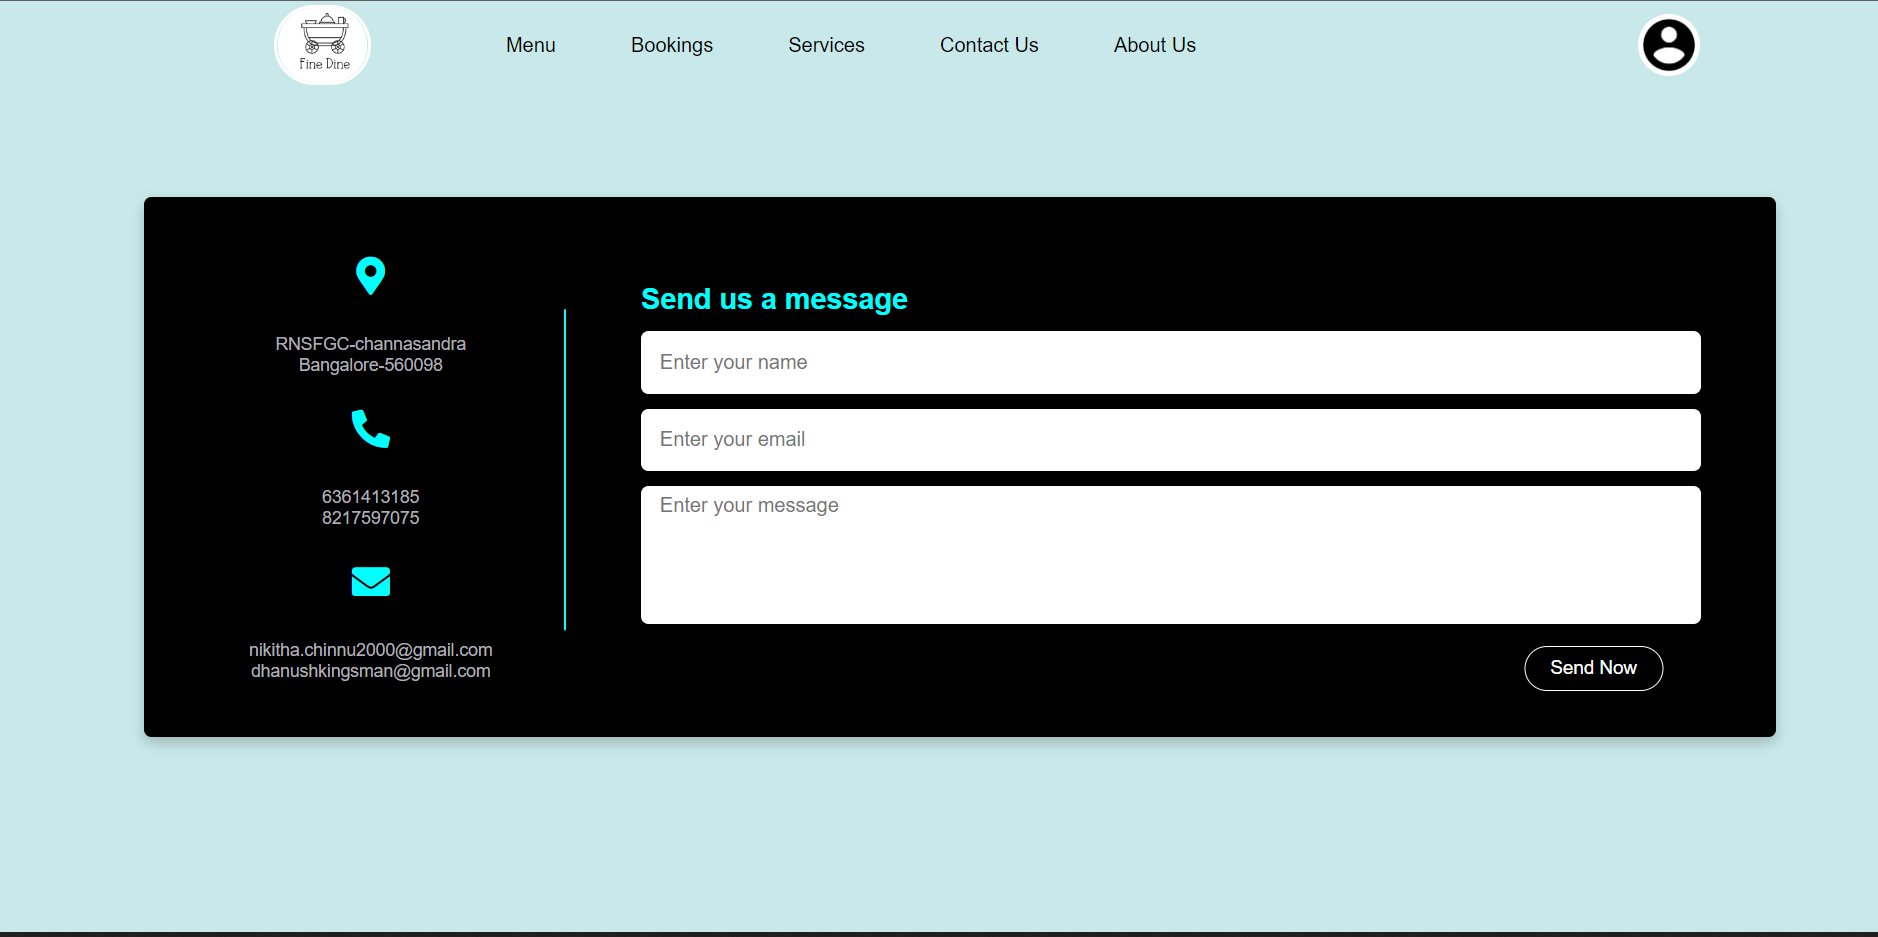 Fine Dine
Menu
Bookings
Services
Contact Us
About Us
RNSFGC-channasandra
Bangalore-560098
6361413185
8217597075
nikitha.chinnu2000@gmail.com
dhanushkingsman@gmail.com
Send us a message
Enter your name
Enter your email
Enter your message
Send Now